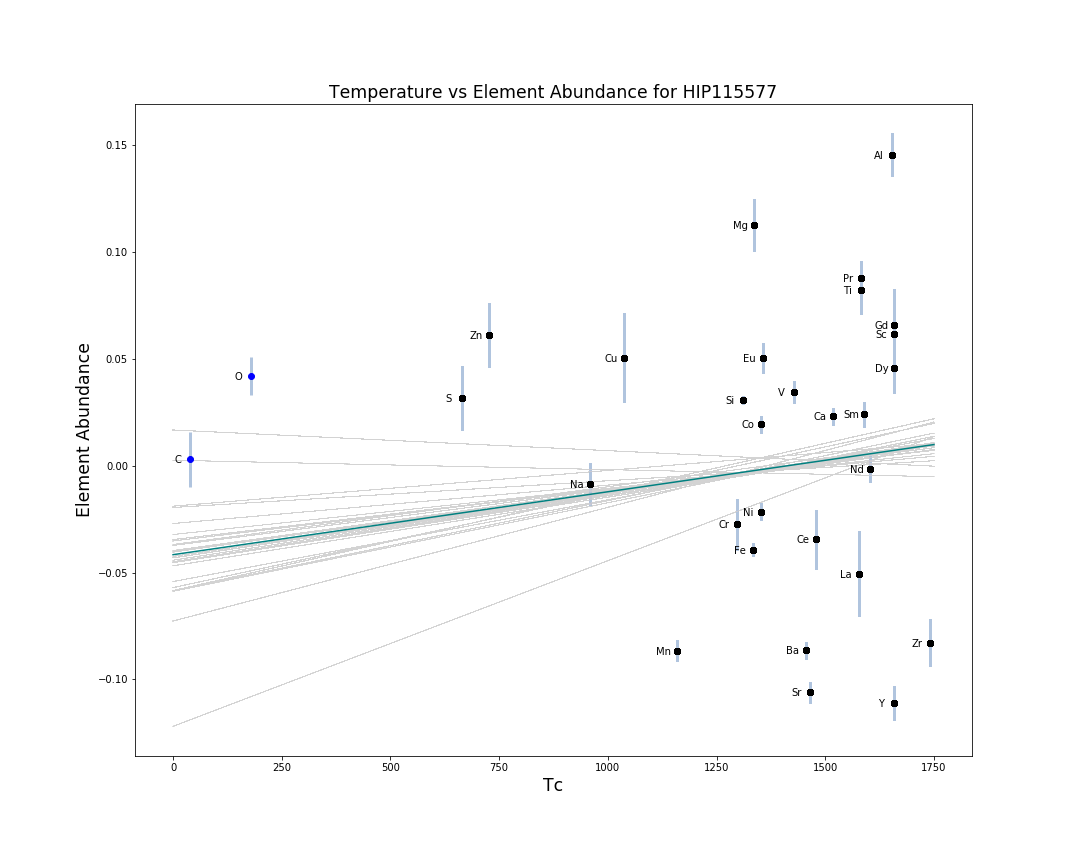 Temperature vs Element Abundance for HIP115577
0.15
Al
Mg
0.10
Pr
Ti
Gd
Zn
Sc
0.05
Cu
Eu
Dy
O
V
S
Si
Ca
Sm
Co
C
0.00
Nd
Na
Ni
Cr
Ce
Fe
−0.05
La
Zr
Mn
Ba
−0.10
Sr
Y
0
250
500
750
1000
1250
1500
1750
Tc
Element Abundance